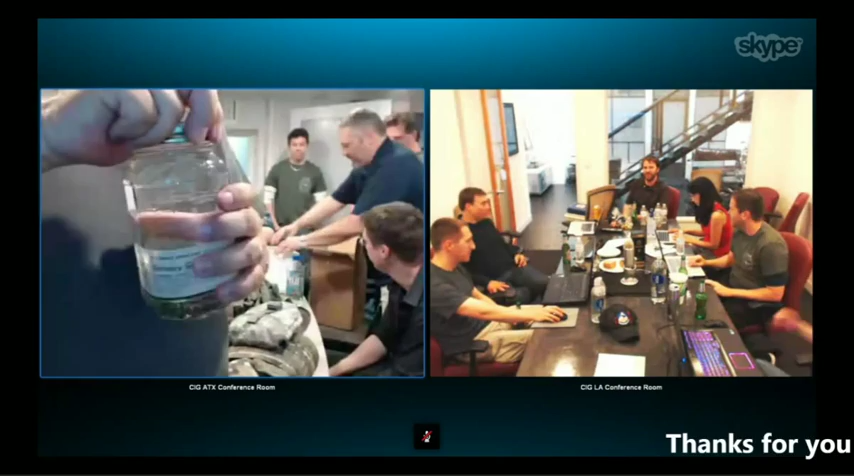 skype
CIG ATX Conference Room
CIG LA Conference Room
Thanks for you